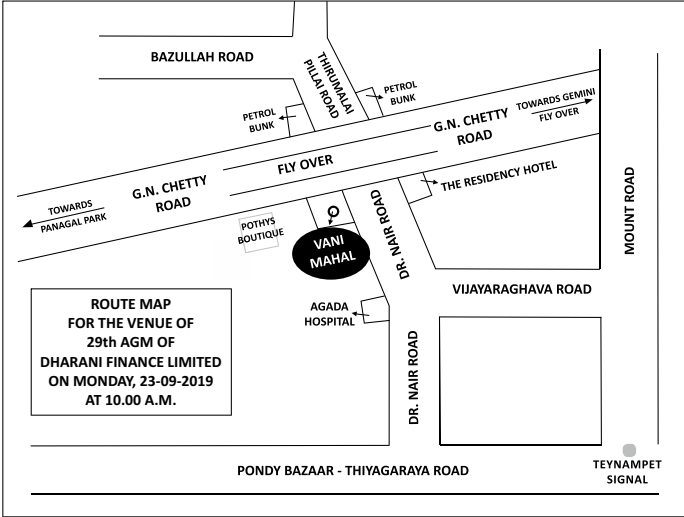 BAZULLAH ROAD
THIRUMALAI
PILLAI ROAD
PETROL
BUNK
PETROL
BUNK
G.N. CHETTY
ROAD
TOWARDS GEMINI
FLY OVER
FLY OVER
G.N. CHETTY
ROAD
TOWARDS
PANAGAL PARK
THE RESIDENCY HOTEL
MOUNT ROAD
POTHYS
BOUTIQUE
VANI
MAHAL
DR. NAIR ROAD
VIJAYARAGHAVA ROAD
AGADA
HOSPITAL
DR. NAIR ROAD
ROUTE MAP
FOR THE VENUE OF
29th AGM OF
DHARANI FINANCE LIMITED
ON MONDAY, 23-09-2019
AT 10.00 A.M.
PONDY BAZAAR - THIYAGARAYA ROAD
TEYNAMPET
SIGNAL